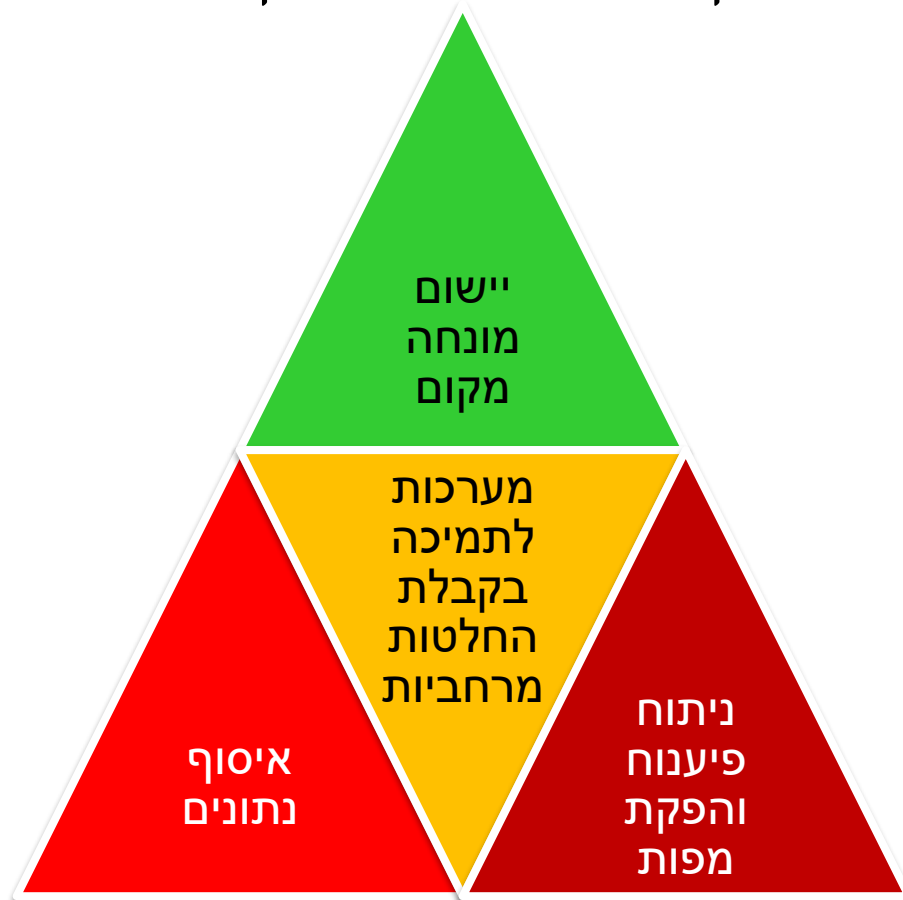 יישום
מונחה
מקום
מערכות
לתמיכה
בקבלת
החלטות
מרחביות
איסוף
נתונים
ניתוח
פיענוח
והפקת
מפות